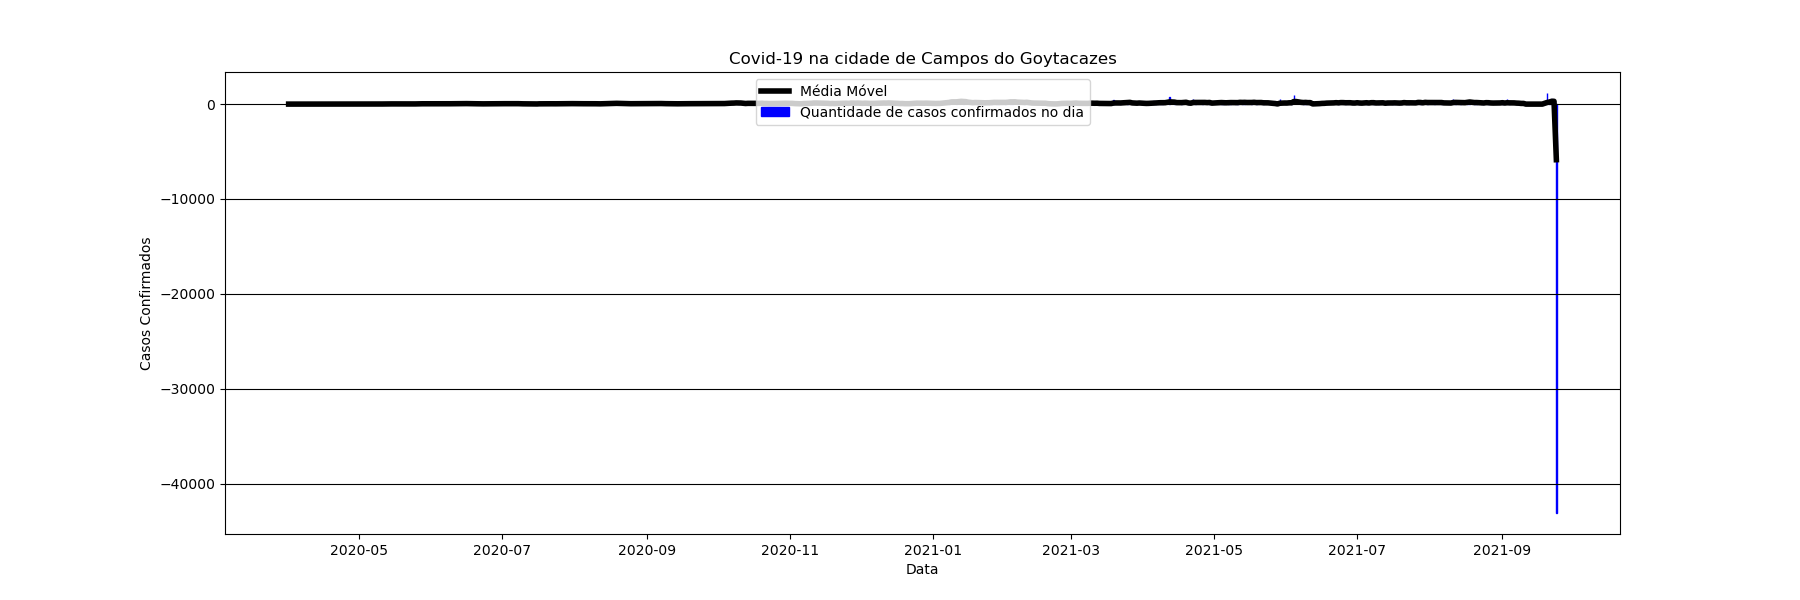 Covid-19 na cidade de Campos do Goytacazes
Média Móvel
Quantidade de casos confirmados no dia
0
−10000
−20000
−30000
−40000
Casos Confirmados
2020-05 2020-07 2020-09 2020-11 2021-01 2021-03 2021-05 2021-07 2021-09
Data